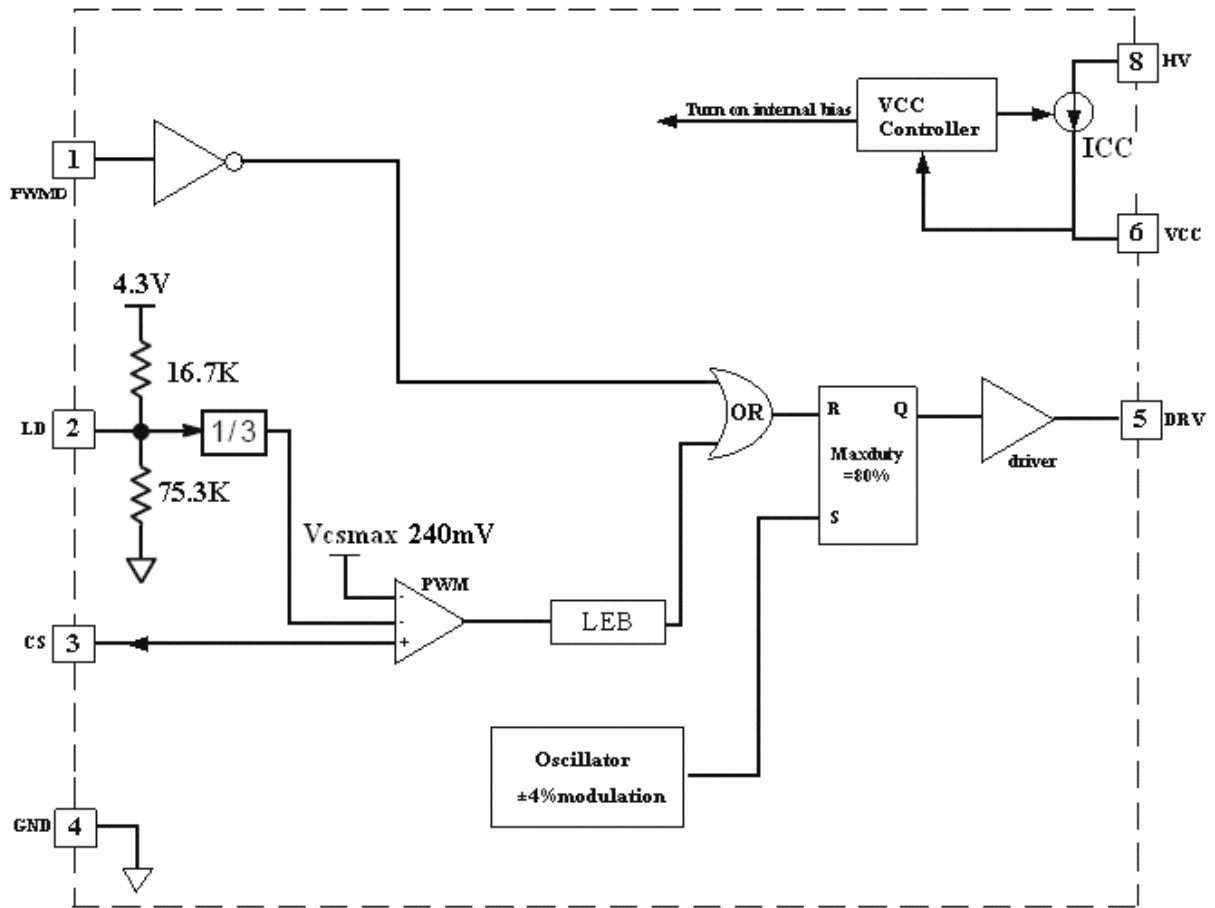 8
HV
VCC
Controller
Turn on internal bias
ICC
1
PWMD
6
VCC
4.3V
16.7K
LD
2
1/3
OR
R
Q
5
DRV
Maxduty
=80%
driver
75.3K
S
Vcsmax 240mV
PWM
-
-
+
LEB
CS
3
Oscillator
±4%modulation
GND
4